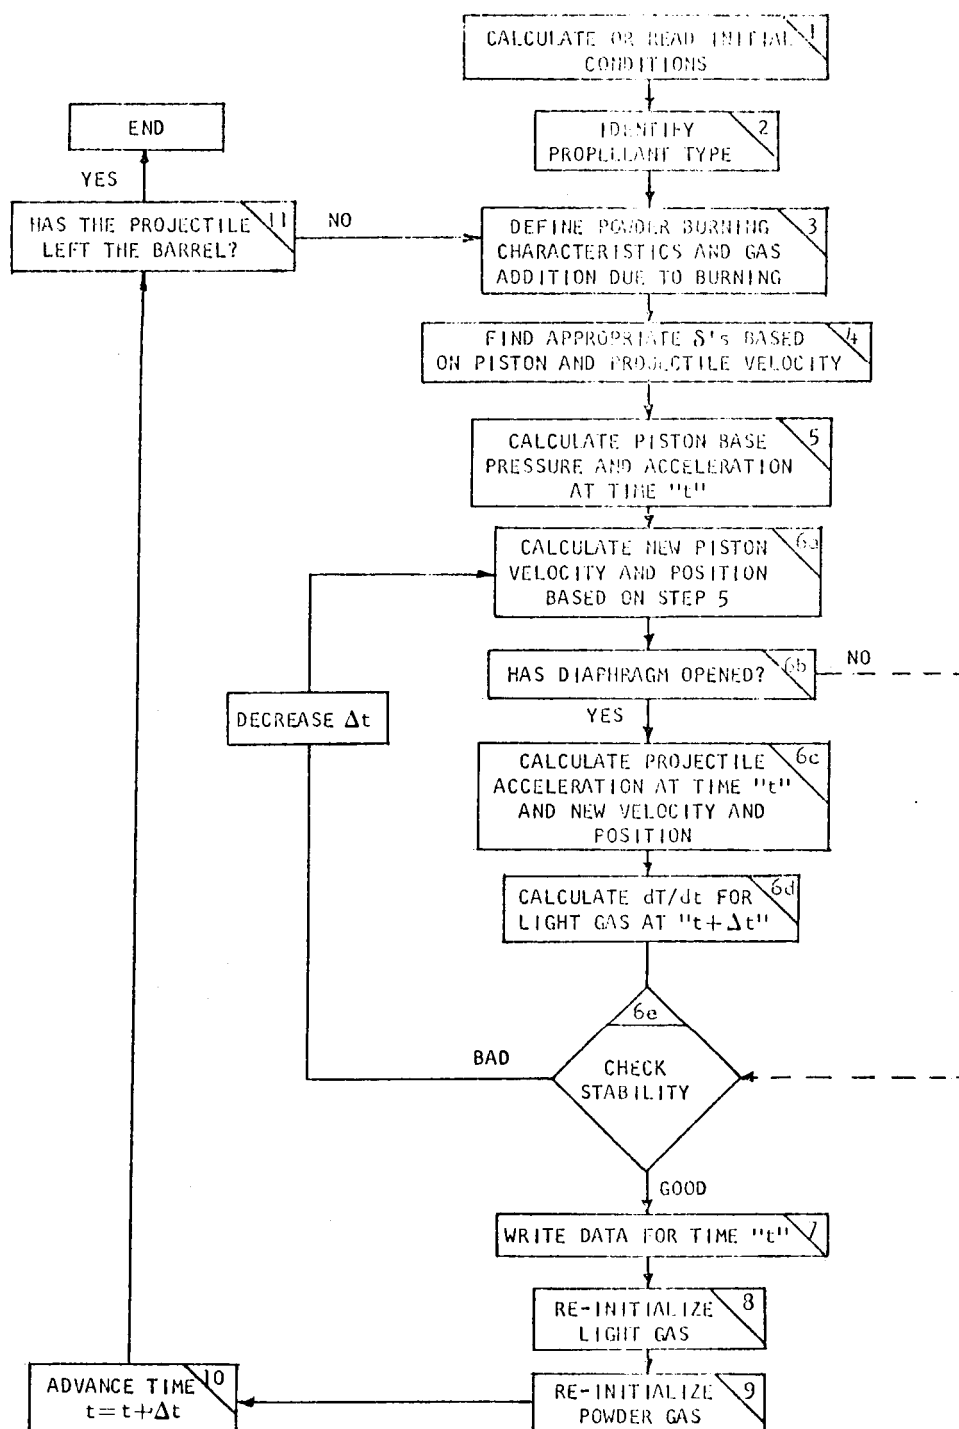 1
CALCULATE OR READ INITIAL
CONDITIONS
2
IDENTIFY
PROPELLANT TYPE
3
DEFINE POWDER BURNING
CHARACTERISTICS AND GAS
ADDITION DUE TO BURNING
4
FIND APPROPRIATE δ's BASED
ON PISTON AND PROJECTILE VELOCITY
5
CALCULATE PISTON BASE
PRESSURE AND ACCELERATION
AT TIME "t"
6a
CALCULATE NEW PISTON
VELOCITY AND POSITION
BASED ON STEP 5
6b
HAS DIAPHRAGM OPENED?
NO
YES
6c
CALCULATE PROJECTILE
ACCELERATION AT TIME "t"
AND NEW VELOCITY AND
POSITION
6d
CALCULATE dT/dt FOR
LIGHT GAS AT "t+Δt"
6e
CHECK
STABILITY
BAD
DECREASE Δt
GOOD
7
WRITE DATA FOR TIME "t"
8
RE-INITIALIZE
LIGHT GAS
9
RE-INITIALIZE
POWDER GAS
10
ADVANCE TIME
t=t+Δt
11
HAS THE PROJECTILE
LEFT THE BARREL?
NO
YES
END